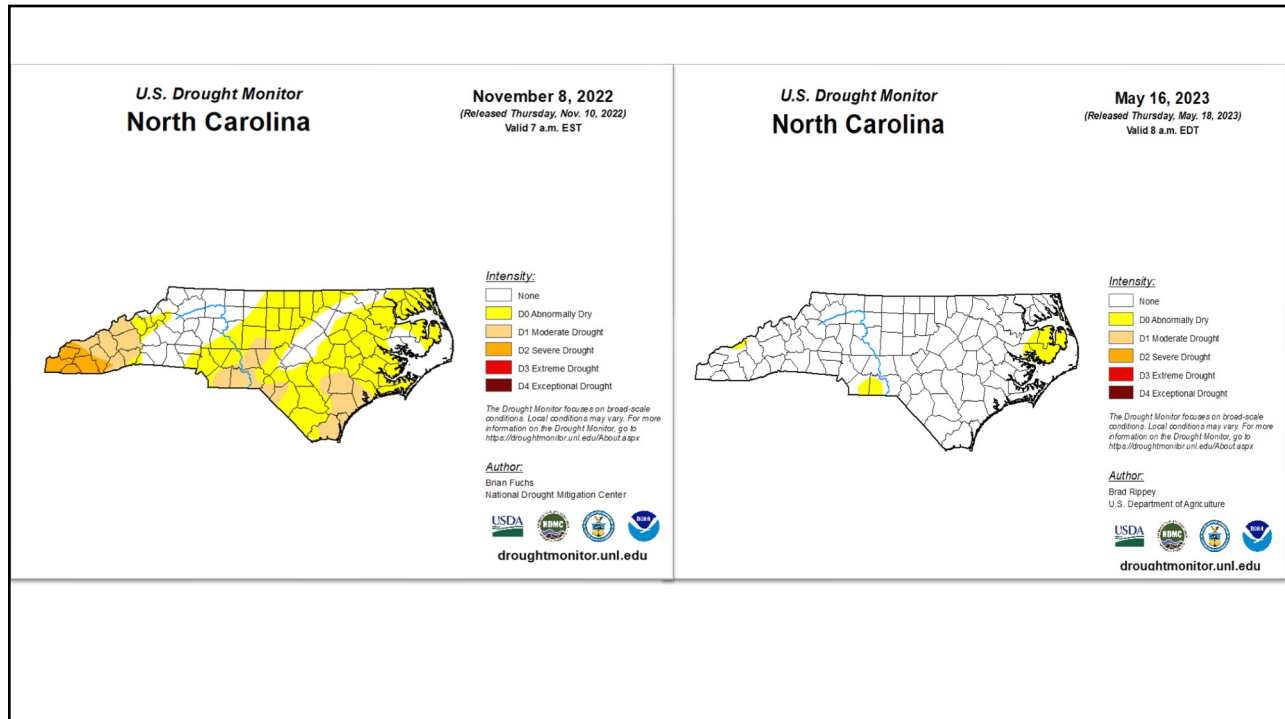 U.S. Drought Monitor
North Carolina
November 8, 2022
(Released Thursday, Nov. 10, 2022)
Valid 7 a.m. EST
Intensity:
None
D0 Abnormally Dry
D1 Moderate Drought
D2 Severe Drought
D3 Extreme Drought
D4 Exceptional Drought
The Drought Monitor focuses on broad-scale
conditions. Local conditions may vary. For more
information on the Drought Monitor, go to
https://droughtmonitor.unl.edu/About.aspx
Author:
Brian Fuchs
National Drought Mitigation Center
USDA
NDMC
NOAA
droughtmonitor.unl.edu
U.S. Drought Monitor
North Carolina
May 16, 2023
(Released Thursday, May. 18, 2023)
Valid 8 a.m. EDT
Intensity:
None
D0 Abnormally Dry
D1 Moderate Drought
D2 Severe Drought
D3 Extreme Drought
D4 Exceptional Drought
The Drought Monitor focuses on broad-scale
conditions. Local conditions may vary. For more
information on the Drought Monitor, go to
https://droughtmonitor.unl.edu/About.aspx
Author:
Brad Rippey
U.S. Department of Agriculture
USDA
NDMC
NOAA
droughtmonitor.unl.edu